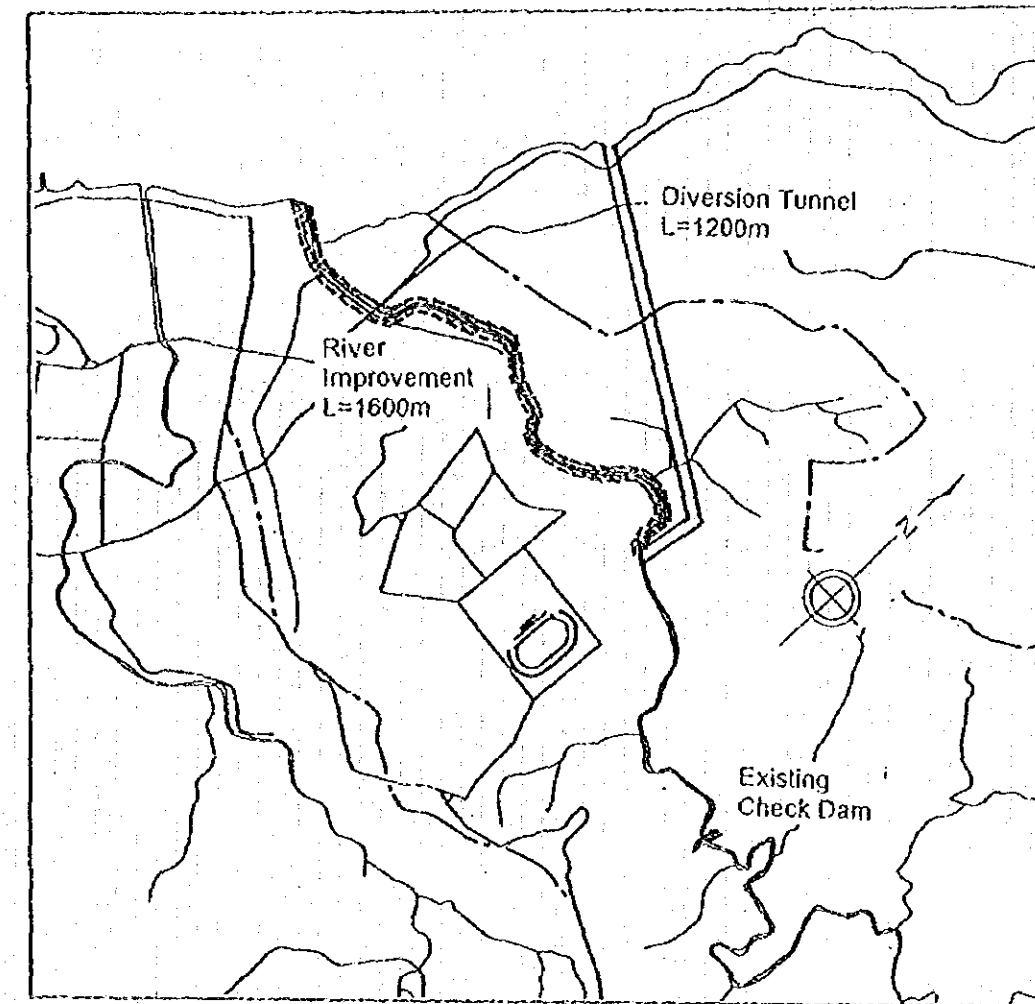 Diversion Tunnel
L=1200m
River
Improvement
L=1600m
N
Existing
Check Dam